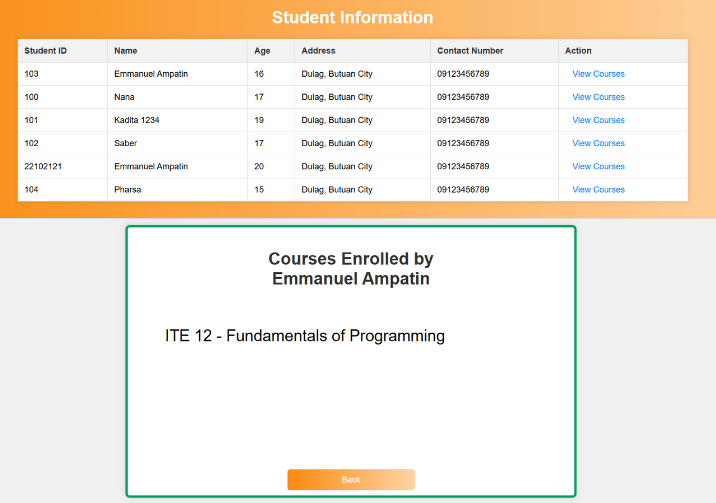 Student Information
Student ID Name Age Address Contact Number Action
103 Emmanuel Ampatin 16 Dulag, Butuan City 09123456789 View Courses
100 Nana 17 Dulag, Butuan City 09123456789 View Courses
101 Kadita 1234 19 Dulag, Butuan City 09123456789 View Courses
102 Saber 17 Dulag, Butuan City 09123456789 View Courses
22102121 Emmanuel Ampatin 20 Dulag, Butuan City 09123456789 View Courses
104 Pharsa 15 Dulag, Butuan City 09123456789 View Courses
Courses Enrolled by
Emmanuel Ampatin
ITE 12 - Fundamentals of Programming
Back